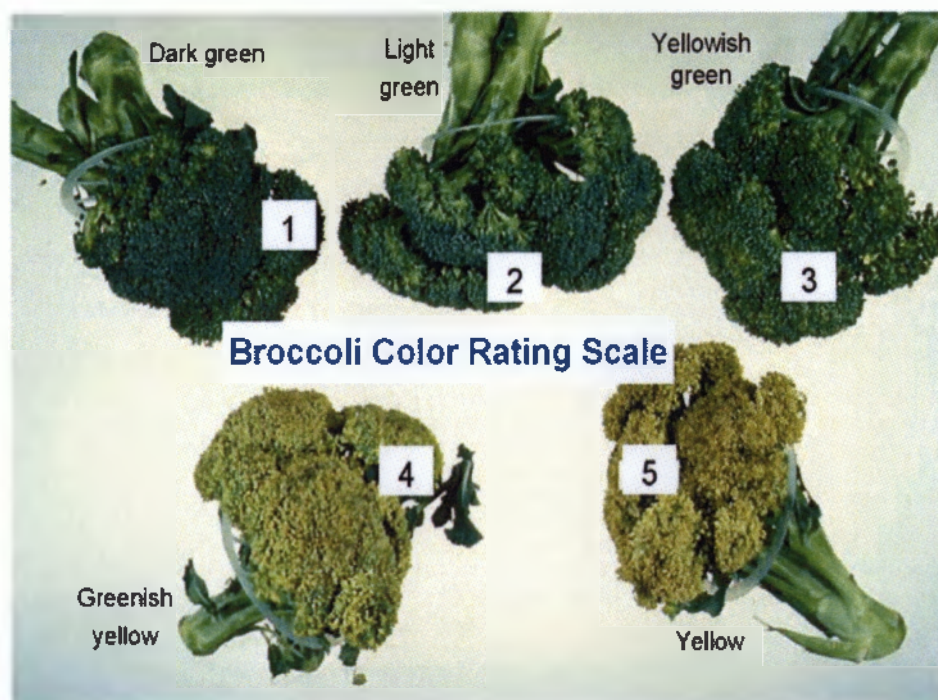 Dark green
Light
green
Yellowish
green
1
2
3
Broccoli Color Rating Scale
4
5
Greenish
yellow
Yellow